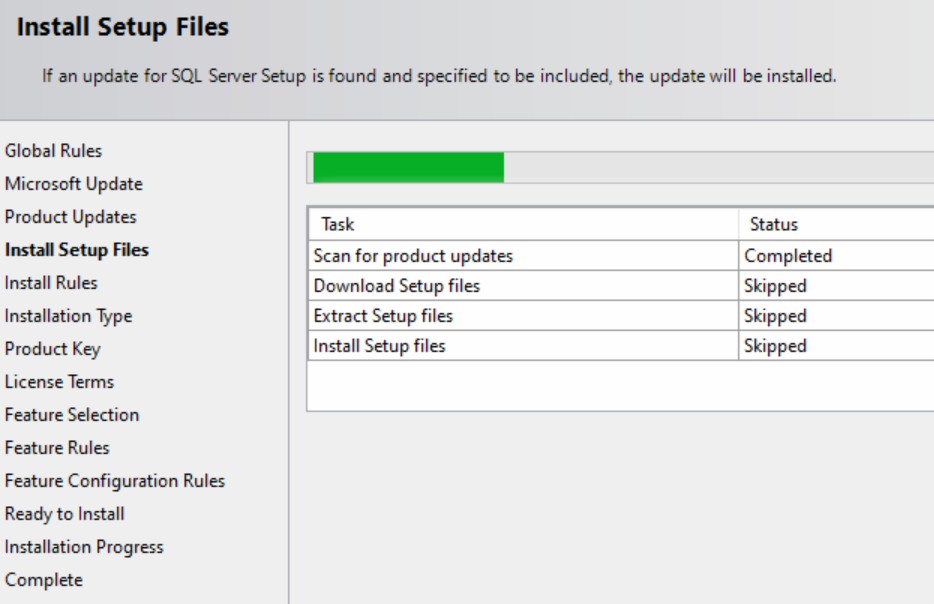 Install Setup Files
If an update for SQL Server Setup is found and specified to be included, the update will be installed.
Global Rules
Microsoft Update
Product Updates
Install Setup Files
Install Rules
Installation Type
Product Key
License Terms
Feature Selection
Feature Rules
Feature Configuration Rules
Ready to Install
Installation Progress
Complete
Task Status
Scan for product updates Completed
Download Setup files Skipped
Extract Setup files Skipped
Install Setup files Skipped